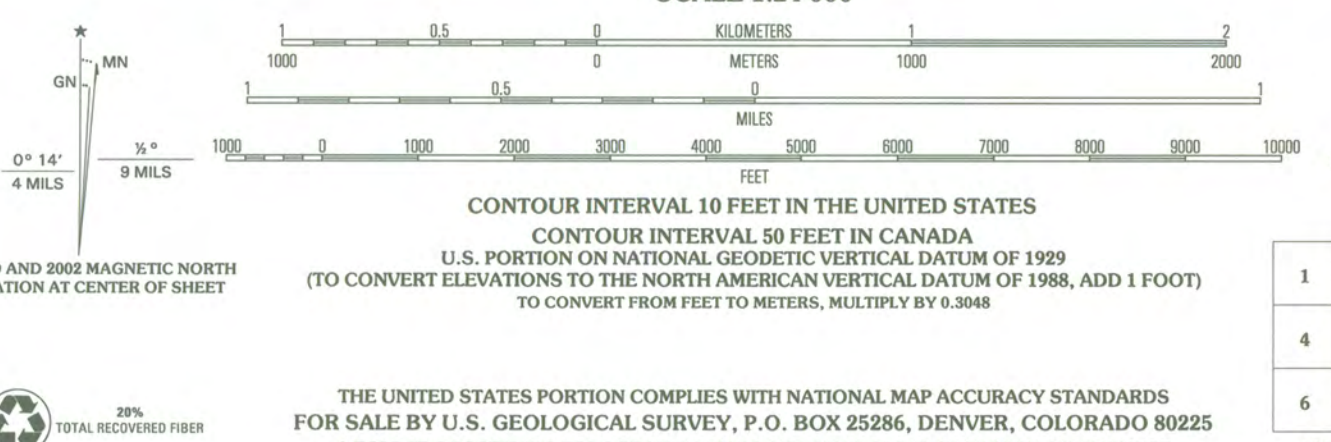 1 0.5 0 KILOMETERS 1 2
1000 0 METERS 1000 2000
MN
GN
1 0.5 0 1
MILES
0° 14′ ½°
4 MILS 9 MILS
1000 0 1000 2000 3000 4000 5000 6000 7000 8000 9000 10000
FEET
CONTOUR INTERVAL 10 FEET IN THE UNITED STATES
CONTOUR INTERVAL 50 FEET IN CANADA
U.S. PORTION ON NATIONAL GEODETIC VERTICAL DATUM OF 1929
(TO CONVERT ELEVATIONS TO THE NORTH AMERICAN VERTICAL DATUM OF 1988, ADD 1 FOOT)
TO CONVERT FROM FEET TO METERS, MULTIPLY BY 0.3048
AND 2002 MAGNETIC NORTH
ATION AT CENTER OF SHEET
1
4
6
20%
TOTAL RECOVERED FIBER
THE UNITED STATES PORTION COMPLIES WITH NATIONAL MAP ACCURACY STANDARDS
FOR SALE BY U.S. GEOLOGICAL SURVEY, P.O. BOX 25286, DENVER, COLORADO 80225